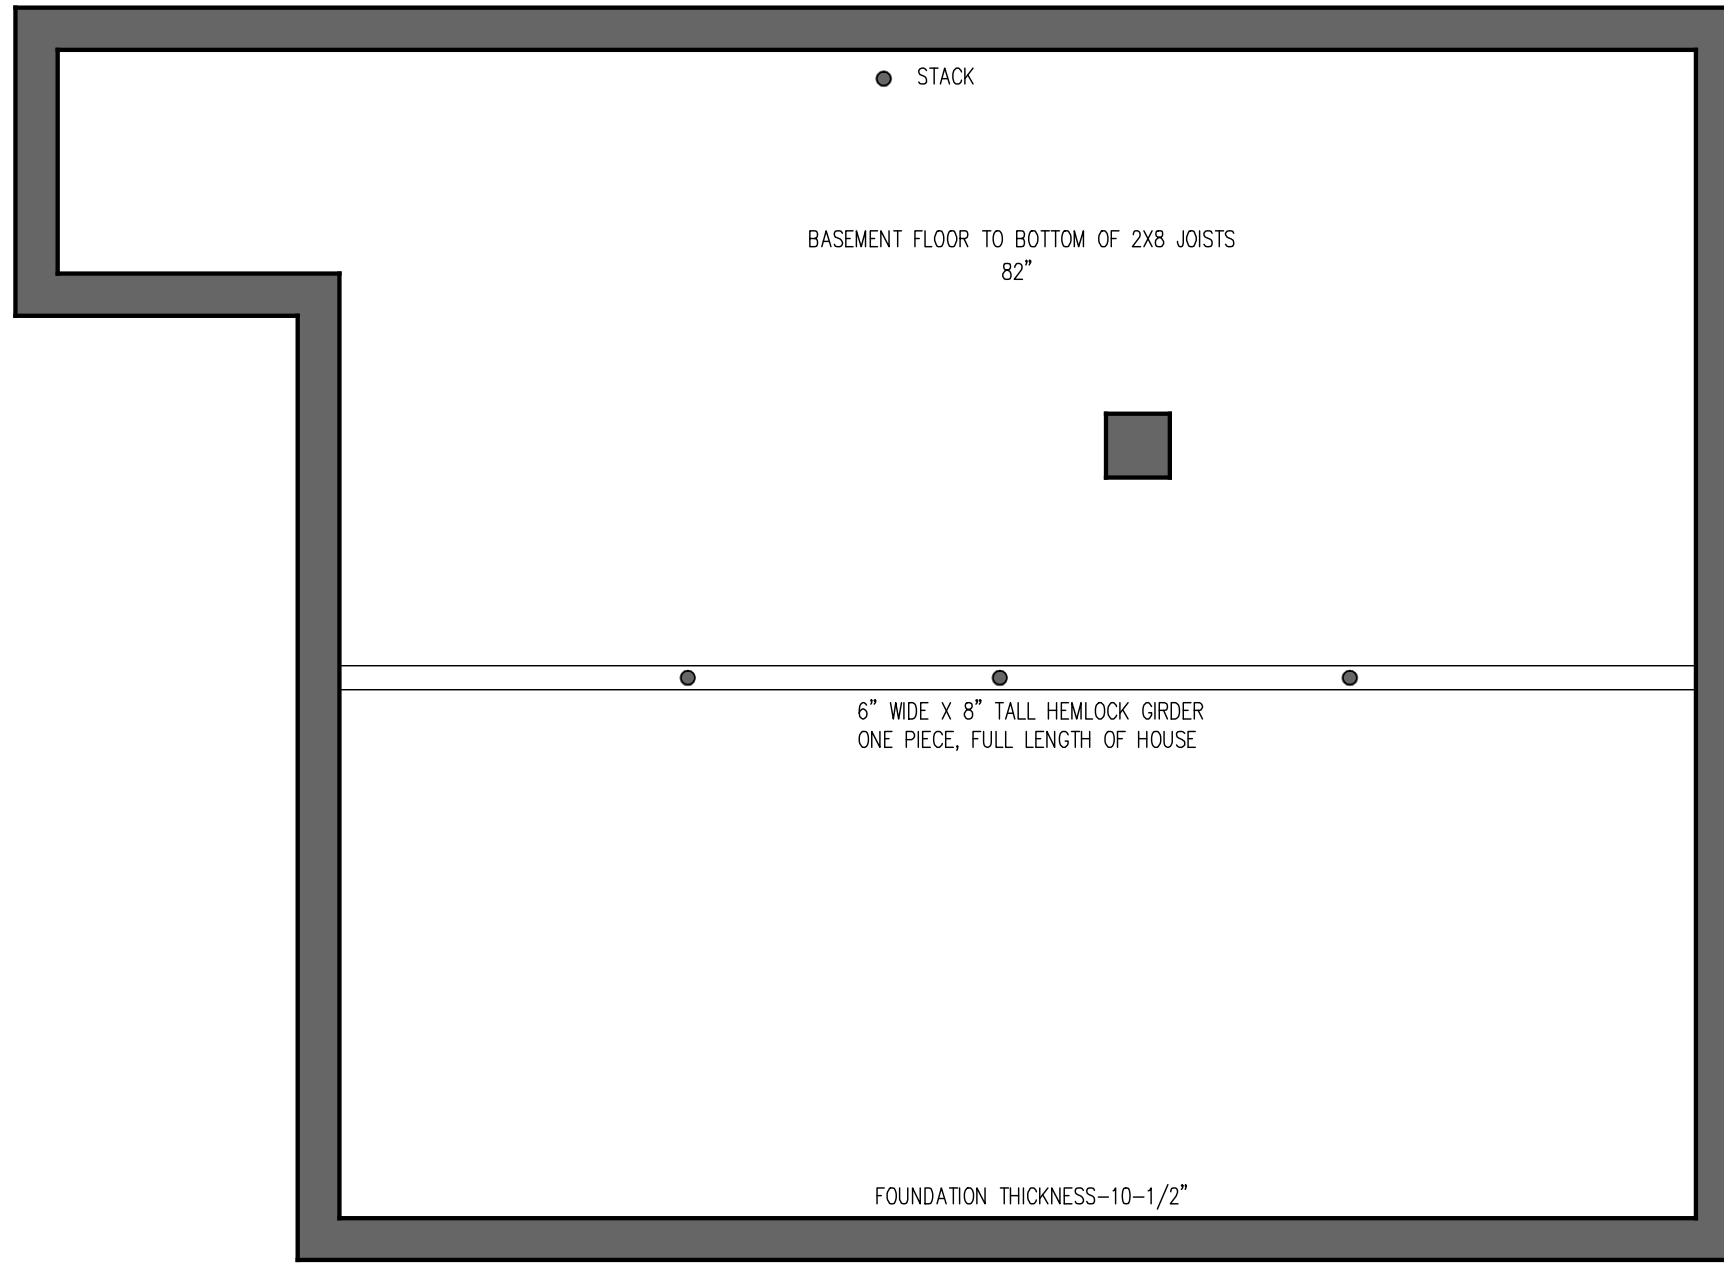 STACK
BASEMENT FLOOR TO BOTTOM OF 2X8 JOISTS
82”
6” WIDE X 8” TALL HEMLOCK GIRDER
ONE PIECE, FULL LENGTH OF HOUSE
FOUNDATION THICKNESS-10-1/2”